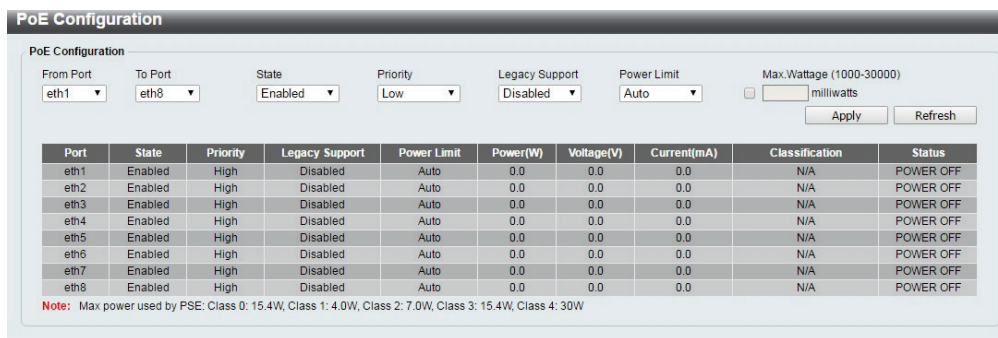 PoE Configuration
PoE Configuration
From Port To Port State Priority Legacy Support Power Limit Max.Wattage (1000-30000)
eth1 eth8 Enabled Low Disabled Auto milliwatts
Apply Refresh
Port State Priority Legacy Support Power Limit Power(W) Voltage(V) Current(mA) Classification Status
eth1 Enabled High Disabled Auto 0.0 0.0 0.0 N/A POWER OFF
eth2 Enabled High Disabled Auto 0.0 0.0 0.0 N/A POWER OFF
eth3 Enabled High Disabled Auto 0.0 0.0 0.0 N/A POWER OFF
eth4 Enabled High Disabled Auto 0.0 0.0 0.0 N/A POWER OFF
eth5 Enabled High Disabled Auto 0.0 0.0 0.0 N/A POWER OFF
eth6 Enabled High Disabled Auto 0.0 0.0 0.0 N/A POWER OFF
eth7 Enabled High Disabled Auto 0.0 0.0 0.0 N/A POWER OFF
eth8 Enabled High Disabled Auto 0.0 0.0 0.0 N/A POWER OFF
Note: Max power used by PSE: Class 0: 15.4W, Class 1: 4.0W, Class 2: 7.0W, Class 3: 15.4W, Class 4: 30W